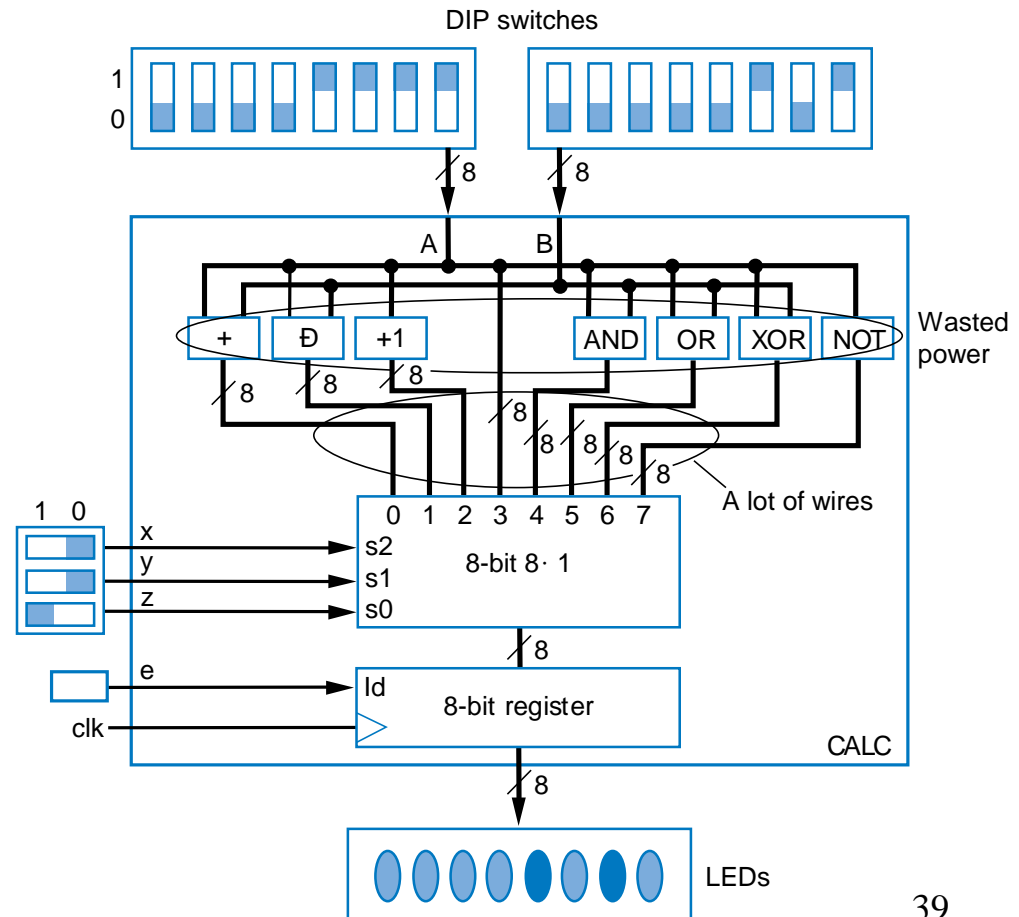 DIP switches
1
0
8
8
A
B
+
Đ
+1
AND
OR
XOR
NOT
Wasted
power
8
8
8
8
8
8
8
8
A lot of wires
1 0
0 1 2 3 4 5 6 7
x
s2
8-bit 8· 1
y
s1
z
s0
8
e
ld
8-bit register
clk
CALC
8
LEDs
39